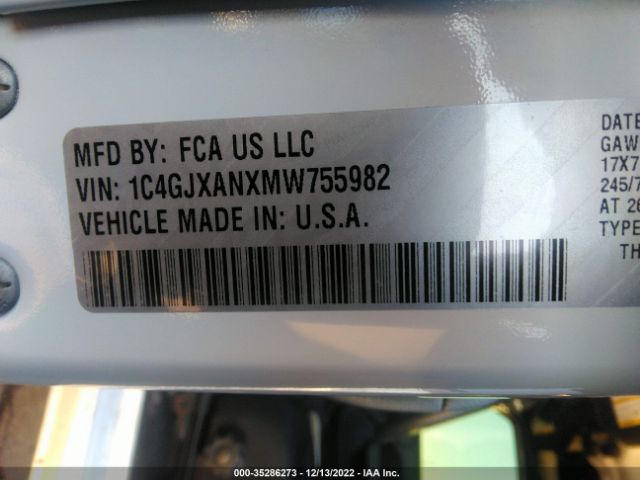 MFD BY: FCA US LLC
VIN: 1C4GJXANXMW755982
VEHICLE MADE IN: U.S.A.
DATE
GAW
17X7
245/7
AT 26
TYPE
TH
000-35286273 - 12/13/2022 - IAA Inc.